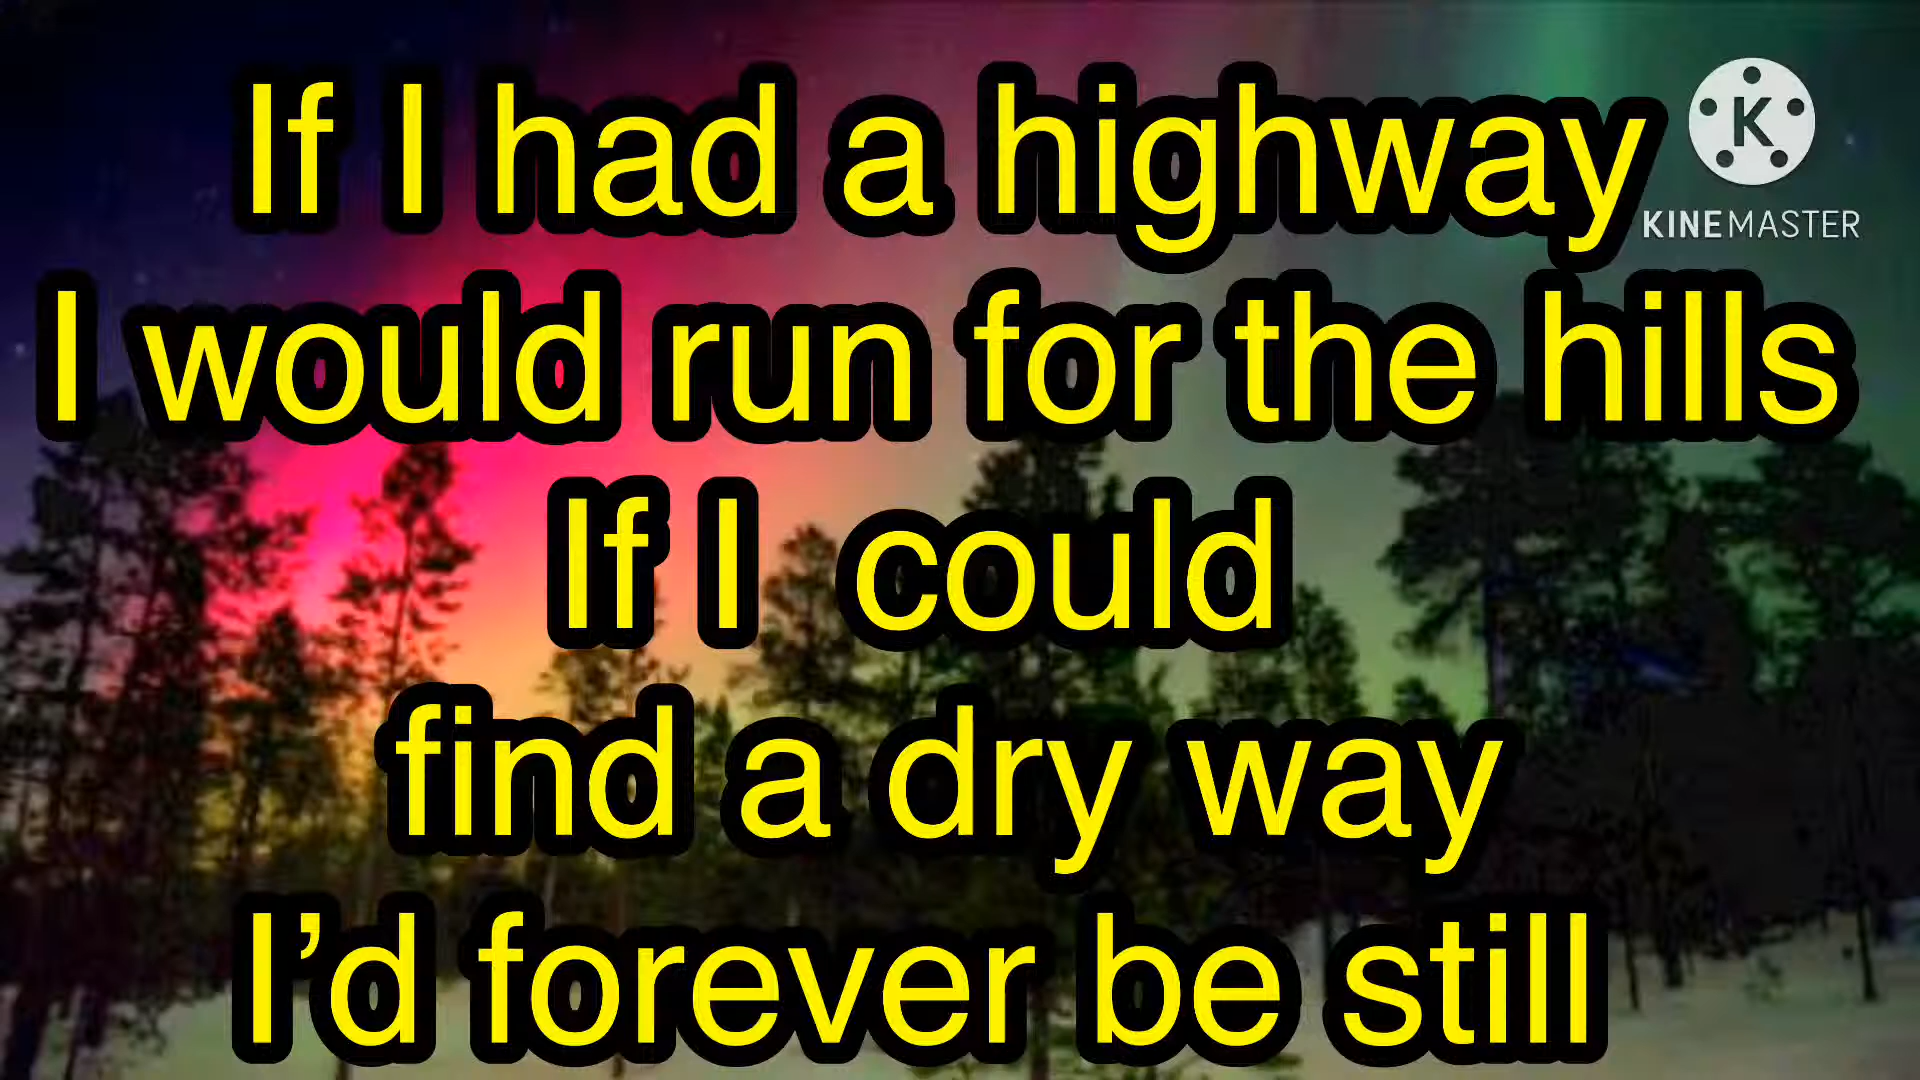 If I had a highway
K
KINEMASTER
I would run for the hills
If I could
find a dry way
I’d forever be still